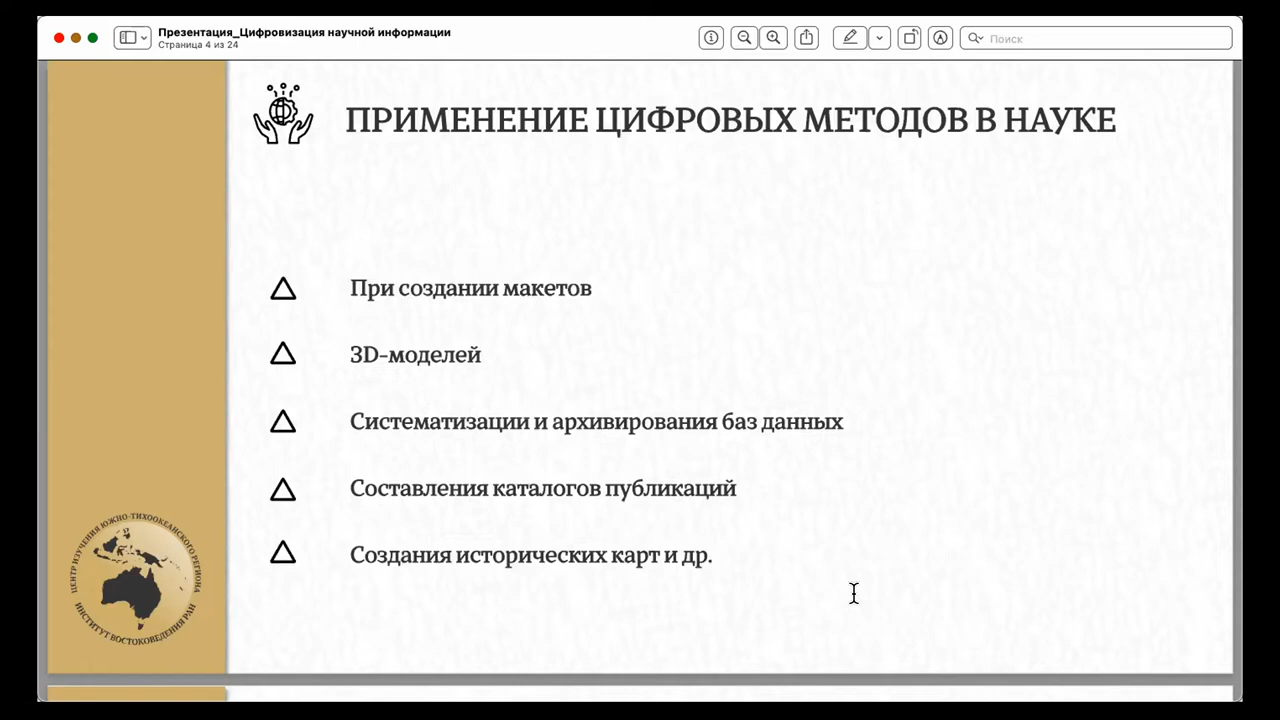 Презентация_Цифровизация научной информации
Страница 4 из 24
Поиск
ПРИМЕНЕНИЕ ЦИФРОВЫХ МЕТОДОВ В НАУКЕ
При создании макетов
3D-моделей
Систематизации и архивирования баз данных
Составления каталогов публикаций
Создания исторических карт и др.
ЦЕНТР ИЗУЧЕНИЯ ЮЖНО-ТИХООКЕАНСКОГО РЕГИОНА
ИНСТИТУТ ВОСТОКОВЕДЕНИЯ РАН